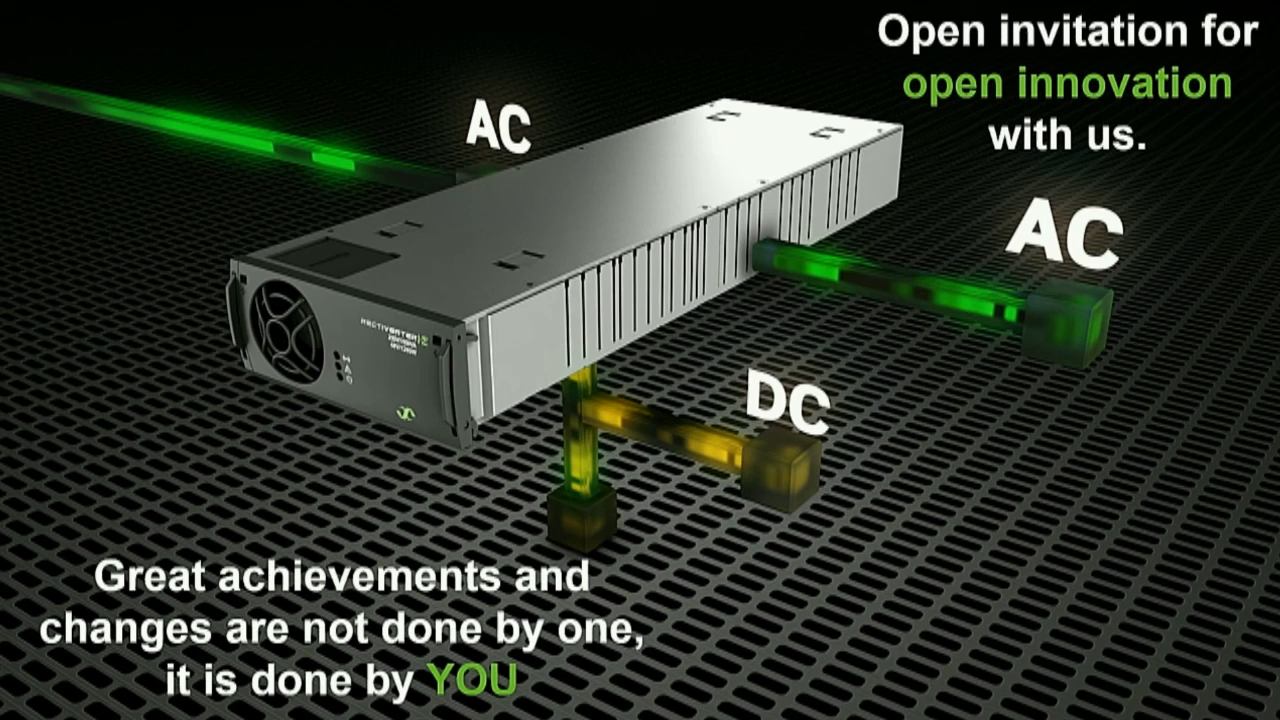 Open invitation for
open innovation
with us.
AC
AC
RECTIVERTER
DC
Great achievements and
changes are not done by one,
it is done by YOU